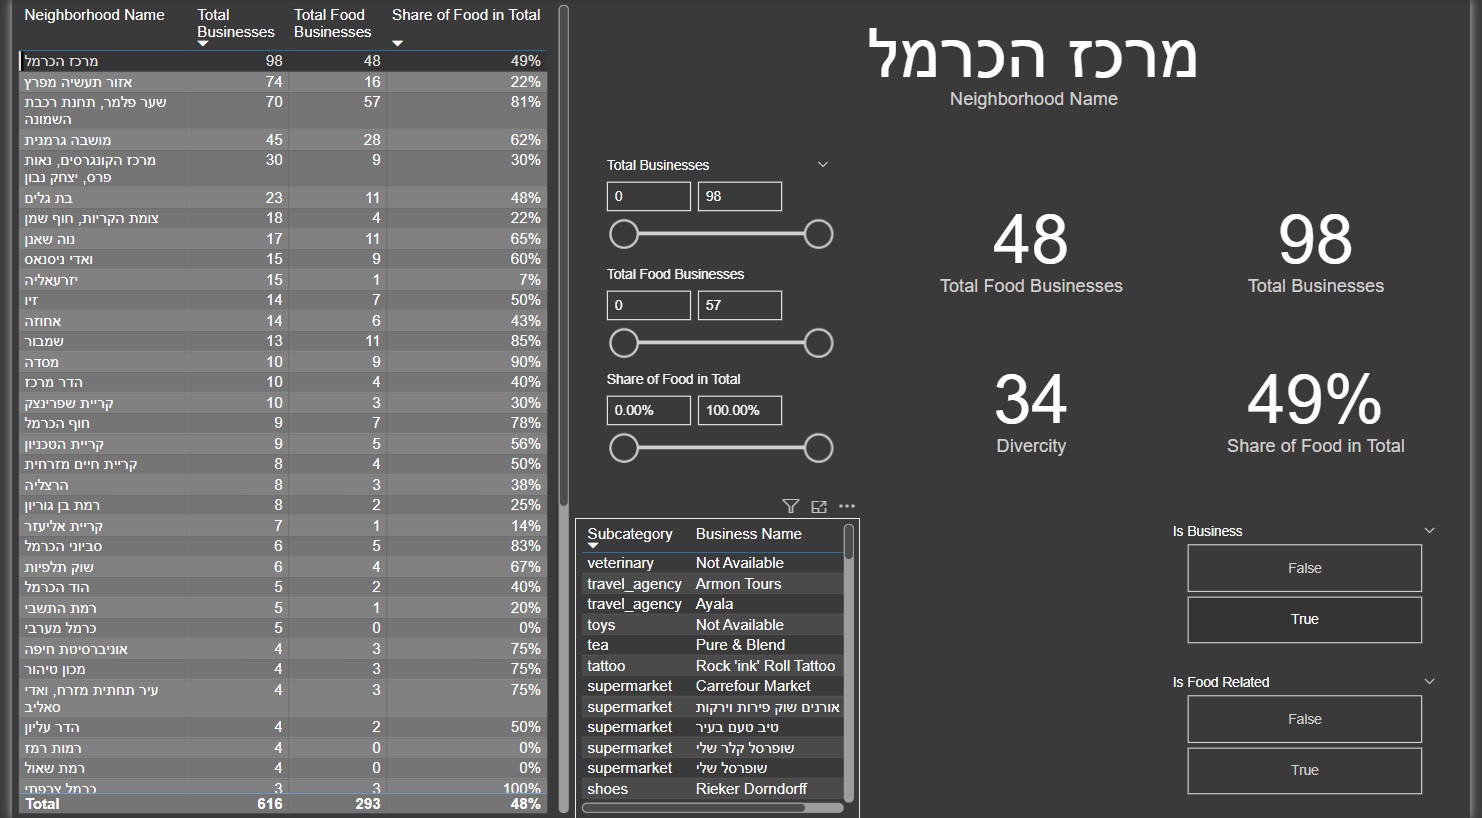 Neighborhood Name Total Businesses Total Food Businesses Share of Food in Total
מרכז הכרמל 98 48 49%
אזור תעשיה מפרץ 74 16 22%
שער פלמר, תחנת רכבת 70 57 81%
השמונה
מושבה גרמנית 45 28 62%
מרכז הקונגרסים, נאות 30 9 30%
פרס, יצחק נבון
בת גלים 23 11 48%
צומת הקריות, חוף שמן 18 4 22%
נוה שאנן 17 11 65%
ואדי ניסנאס 15 9 60%
יזרעאליה 15 1 7%
זיו 14 7 50%
אחוזה 14 6 43%
שמבור 13 11 85%
מסדה 10 9 90%
הדר מרכז 10 4 40%
קריית שפרינצק 10 3 30%
חוף הכרמל 9 7 78%
קריית הטכניון 9 5 56%
קריית חיים מזרחית 8 4 50%
הרצליה 8 3 38%
רמת בן גוריון 8 2 25%
קריית אליעזר 7 1 14%
סביוני הכרמל 6 5 83%
שוק תלפיות 6 4 67%
הוד הכרמל 5 2 40%
רמת התשבי 5 1 20%
כרמל מערבי 5 0 0%
אוניברסיטת חיפה 4 3 75%
מכון טיהור 4 3 75%
עיר תחתית מזרח, ואדי 4 3 75%
סאליב
הדר עליון 4 2 50%
רמות רמז 4 0 0%
רמת שאול 4 0 0%
כרמל צרפתי 3 3 100%
Total 616 293 48%
מרכז הכרמל
Neighborhood Name
Total Businesses
0 98
Total Food Businesses
0 57
Share of Food in Total
0.00% 100.00%
48 98
Total Food Businesses Total Businesses
34 49%
Divercity Share of Food in Total
Subcategory Business Name
veterinary Not Available
travel_agency Armon Tours
travel_agency Ayala
toys Not Available
tea Pure & Blend
tattoo Rock 'ink' Roll Tattoo
supermarket Carrefour Market
supermarket אורנים שוק פירות וירקות
supermarket טיב טעם בעיר
supermarket שופרסל קלר שלי
supermarket שופרסל שלי
shoes Rieker Dorndorff
Is Business
False
True
Is Food Related
False
True